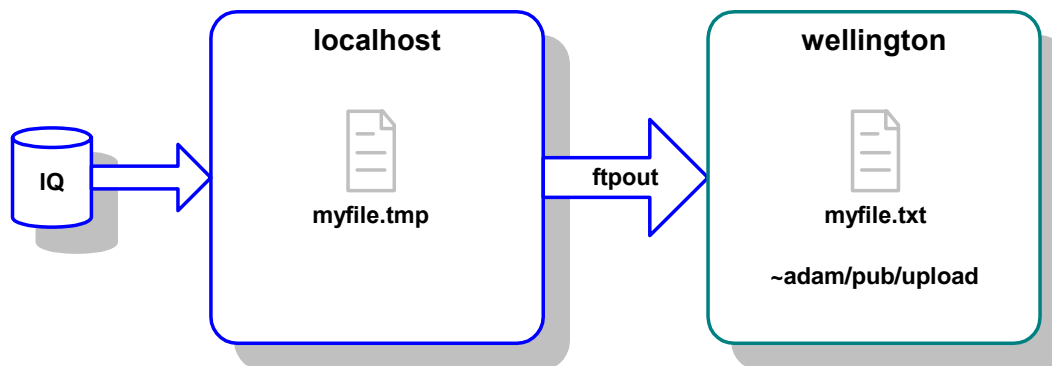 localhost
wellington
IQ
ftpout
myfile.tmp
myfile.txt
~adam/pub/upload